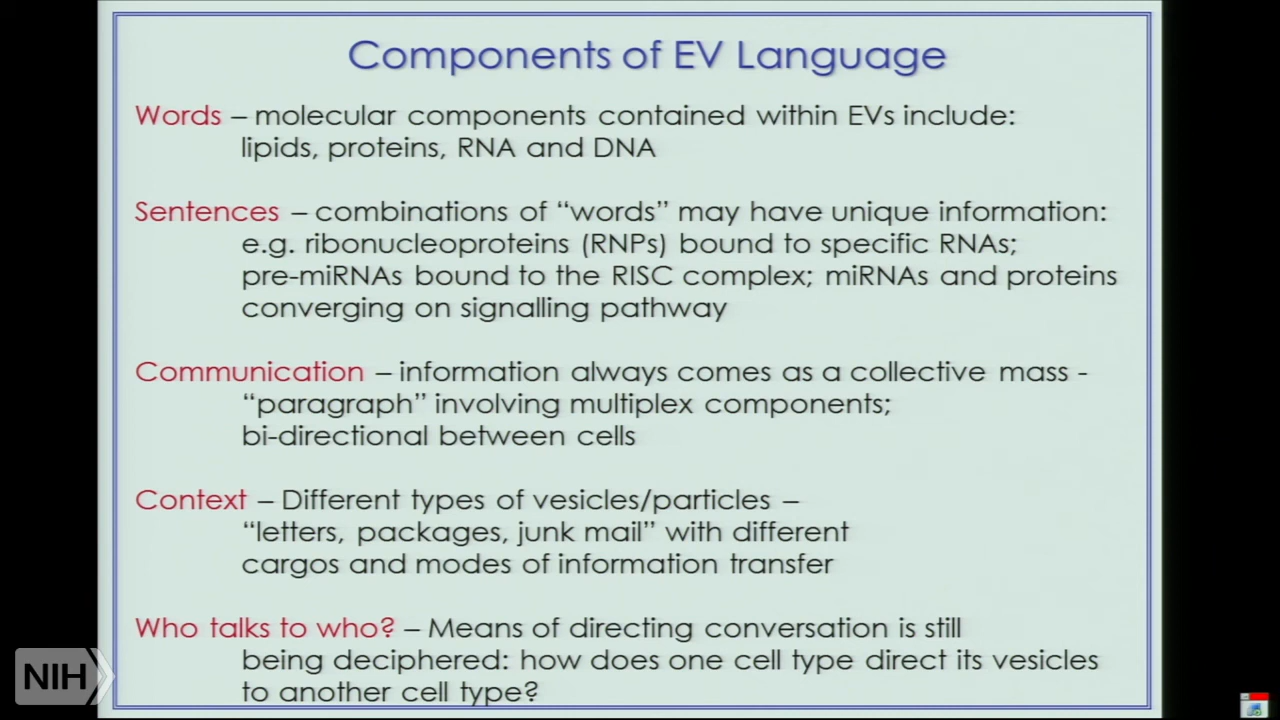 Components of EV Language
Words – molecular components contained within EVs include:
lipids, proteins, RNA and DNA
Sentences – combinations of “words” may have unique information:
e.g. ribonucleoproteins (RNPs) bound to specific RNAs;
pre-miRNAs bound to the RISC complex; miRNAs and proteins
converging on signalling pathway
Communication – information always comes as a collective mass -
“paragraph” involving multiplex components;
bi-directional between cells
Context – Different types of vesicles/particles –
“letters, packages, junk mail” with different
cargos and modes of information transfer
Who talks to who? – Means of directing conversation is still
being deciphered: how does one cell type direct its vesicles
to another cell type?
NIH